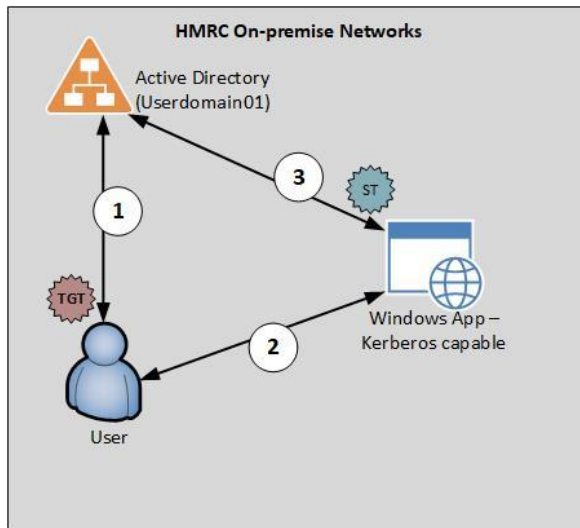 HMRC On-premise Networks
Active Directory
(Userdomain01)
3
ST
1
TGT
2
Windows App –
Kerberos capable
User